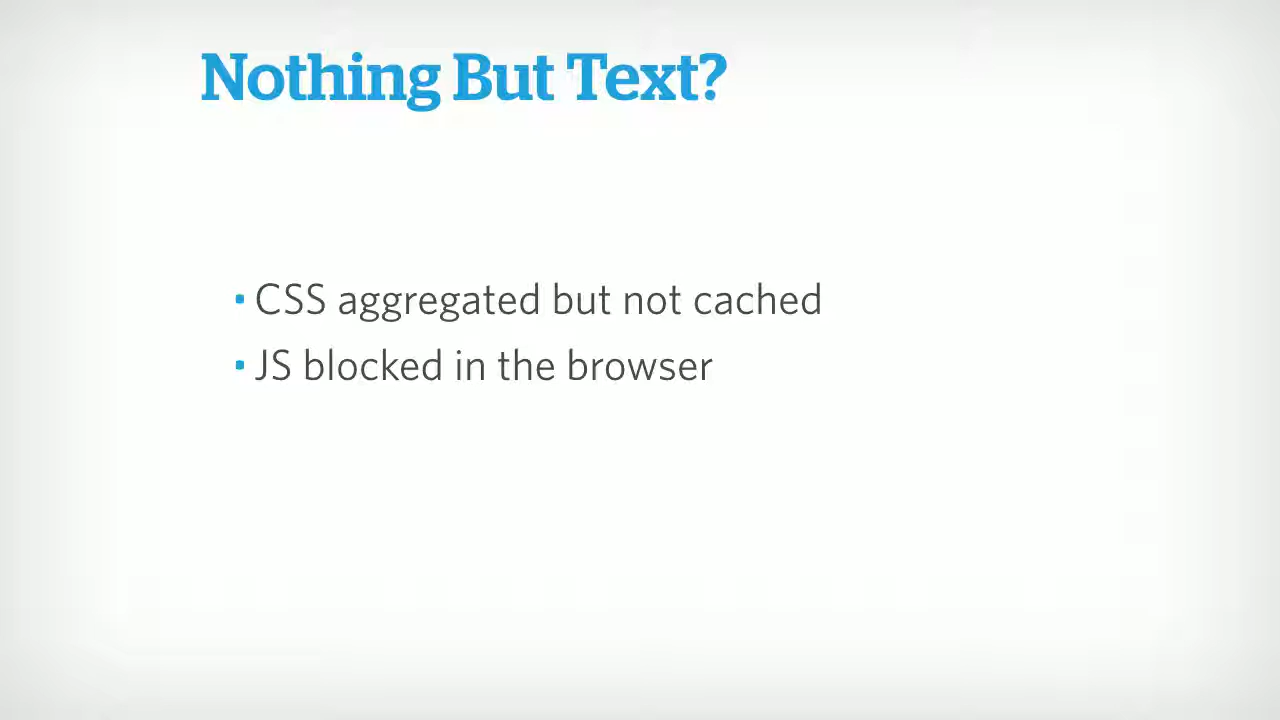 Nothing But Text?
• CSS aggregated but not cached
• JS blocked in the browser